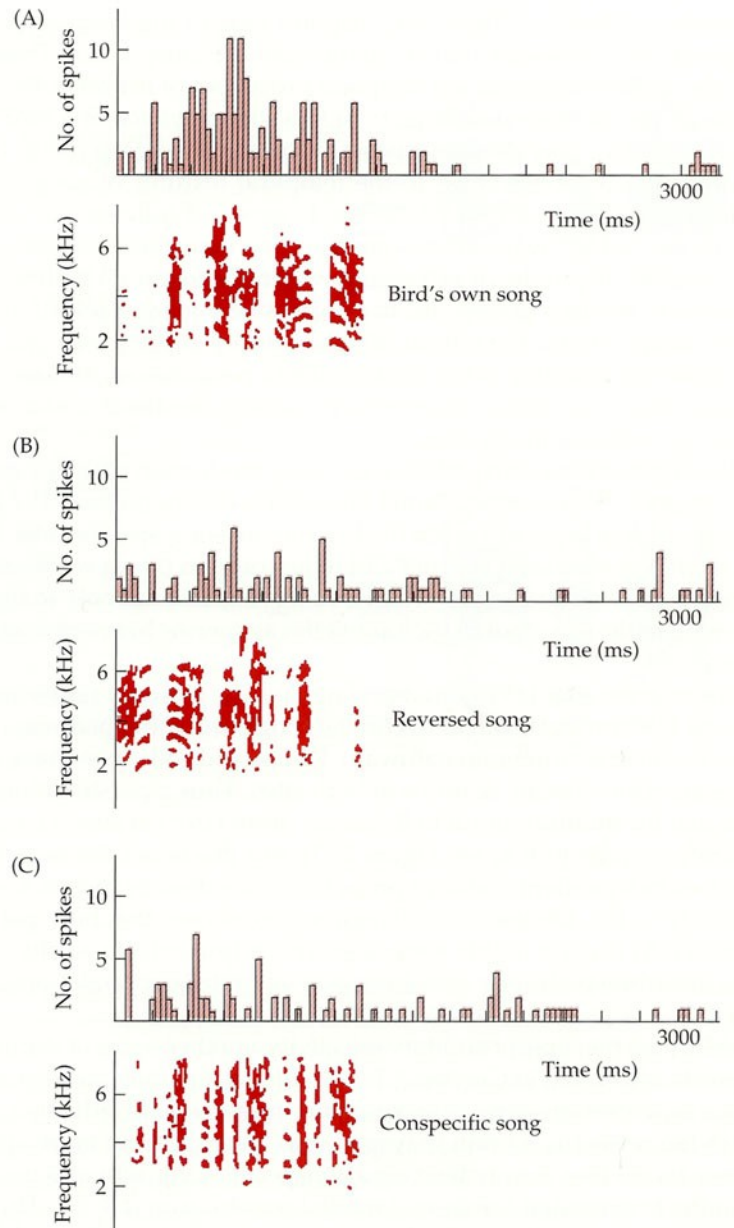 (A)
No. of spikes
10
5
3000
Time (ms)
Frequency (kHz)
6
2
Bird's own song
(B)
No. of spikes
10
5
3000
Time (ms)
Frequency (kHz)
6
2
Reversed song
(C)
No. of spikes
10
5
3000
Time (ms)
Frequency (kHz)
6
2
Conspecific song